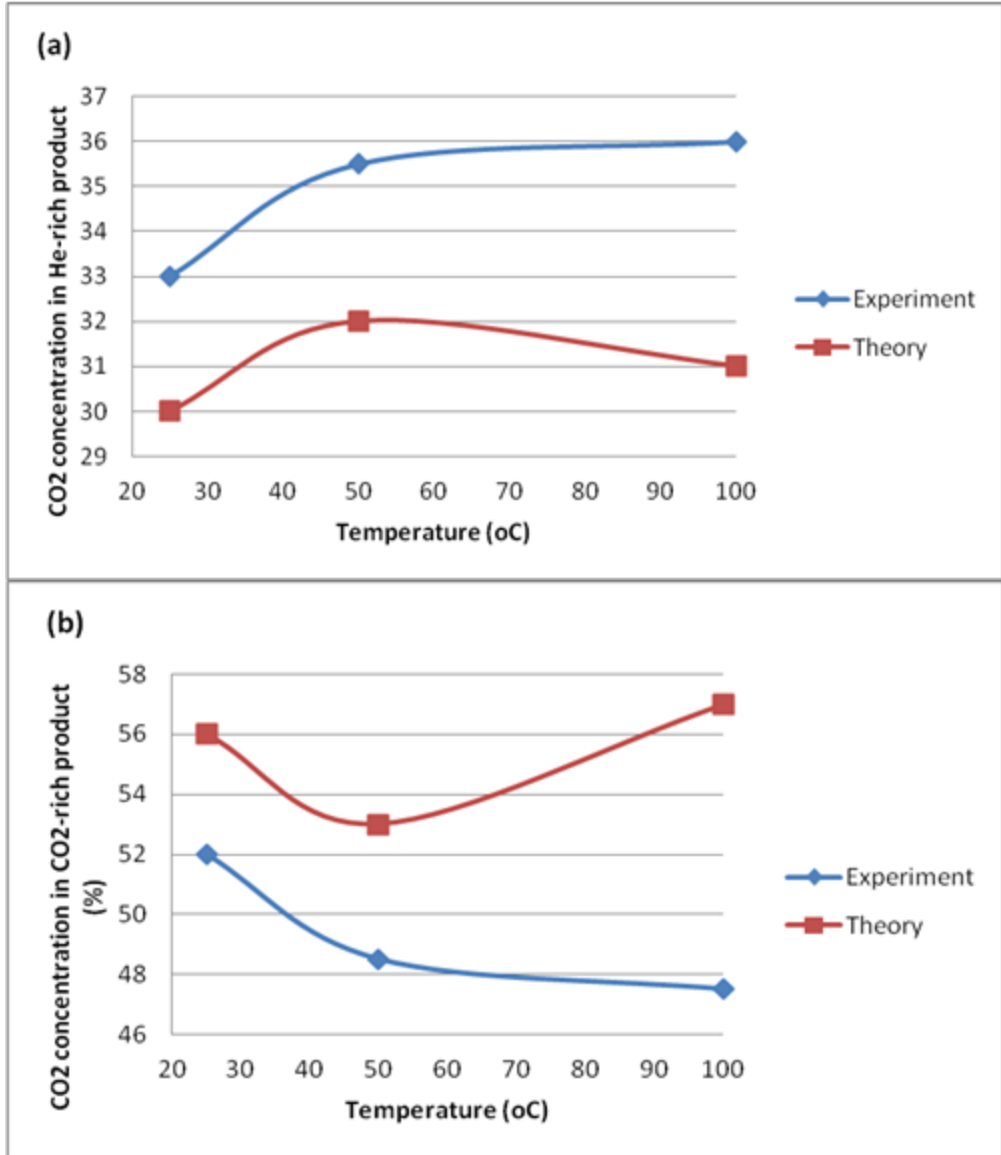 (a)
CO2 concentration in He-rich product
37
36
35
34
33
32
31
30
29
20 30 40 50 60 70 80 90 100
Temperature (oC)
Experiment
Theory
(b)
CO2 concentration in CO2-rich product
(%)
58
56
54
52
50
48
46
20 30 40 50 60 70 80 90 100
Temperature (oC)
Experiment
Theory